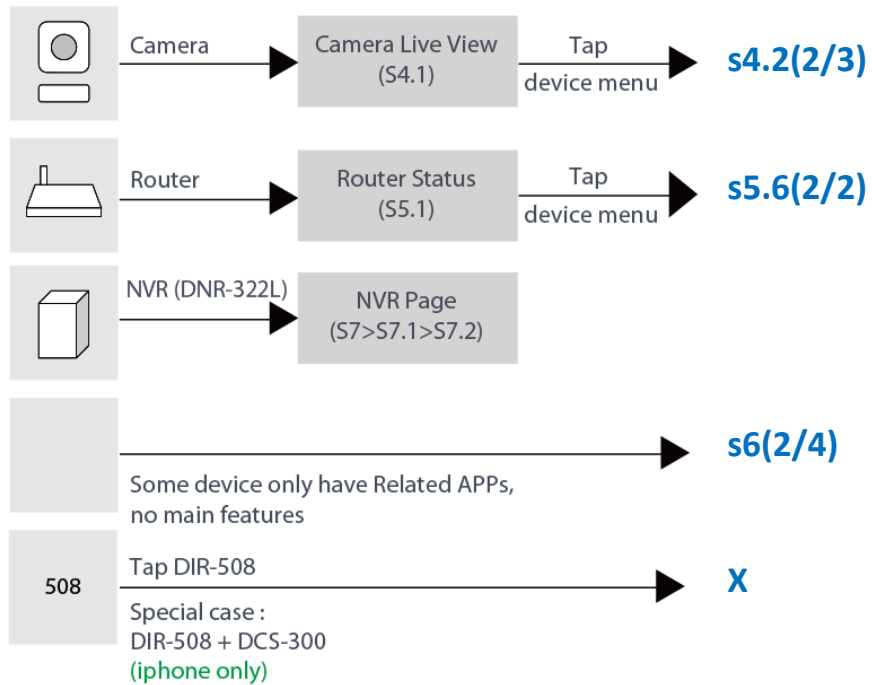 Camera
Camera Live View
(S4.1)
Tap
device menu
s4.2(2/3)
Router
Router Status
(S5.1)
Tap
device menu
s5.6(2/2)
NVR (DNR-322L)
NVR Page
(S7>S7.1>S7.2)
s6(2/4)
Some device only have Related APPs,
no main features
508
Tap DIR-508
X
Special case :
DIR-508 + DCS-300
(iphone only)